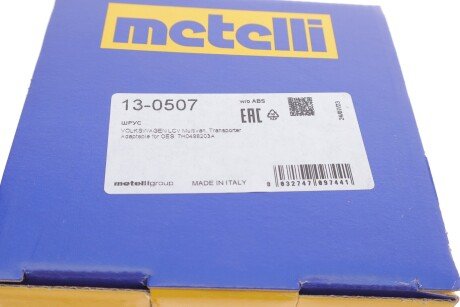 metelli
13-0507
w/o ABS
EAC
ШРУС
VOLKSWAGEN LCV Multivan, Transporter
Adaptable for OES: 7H0498203A
metelligroup
MADE IN ITALY
8 032747 097441